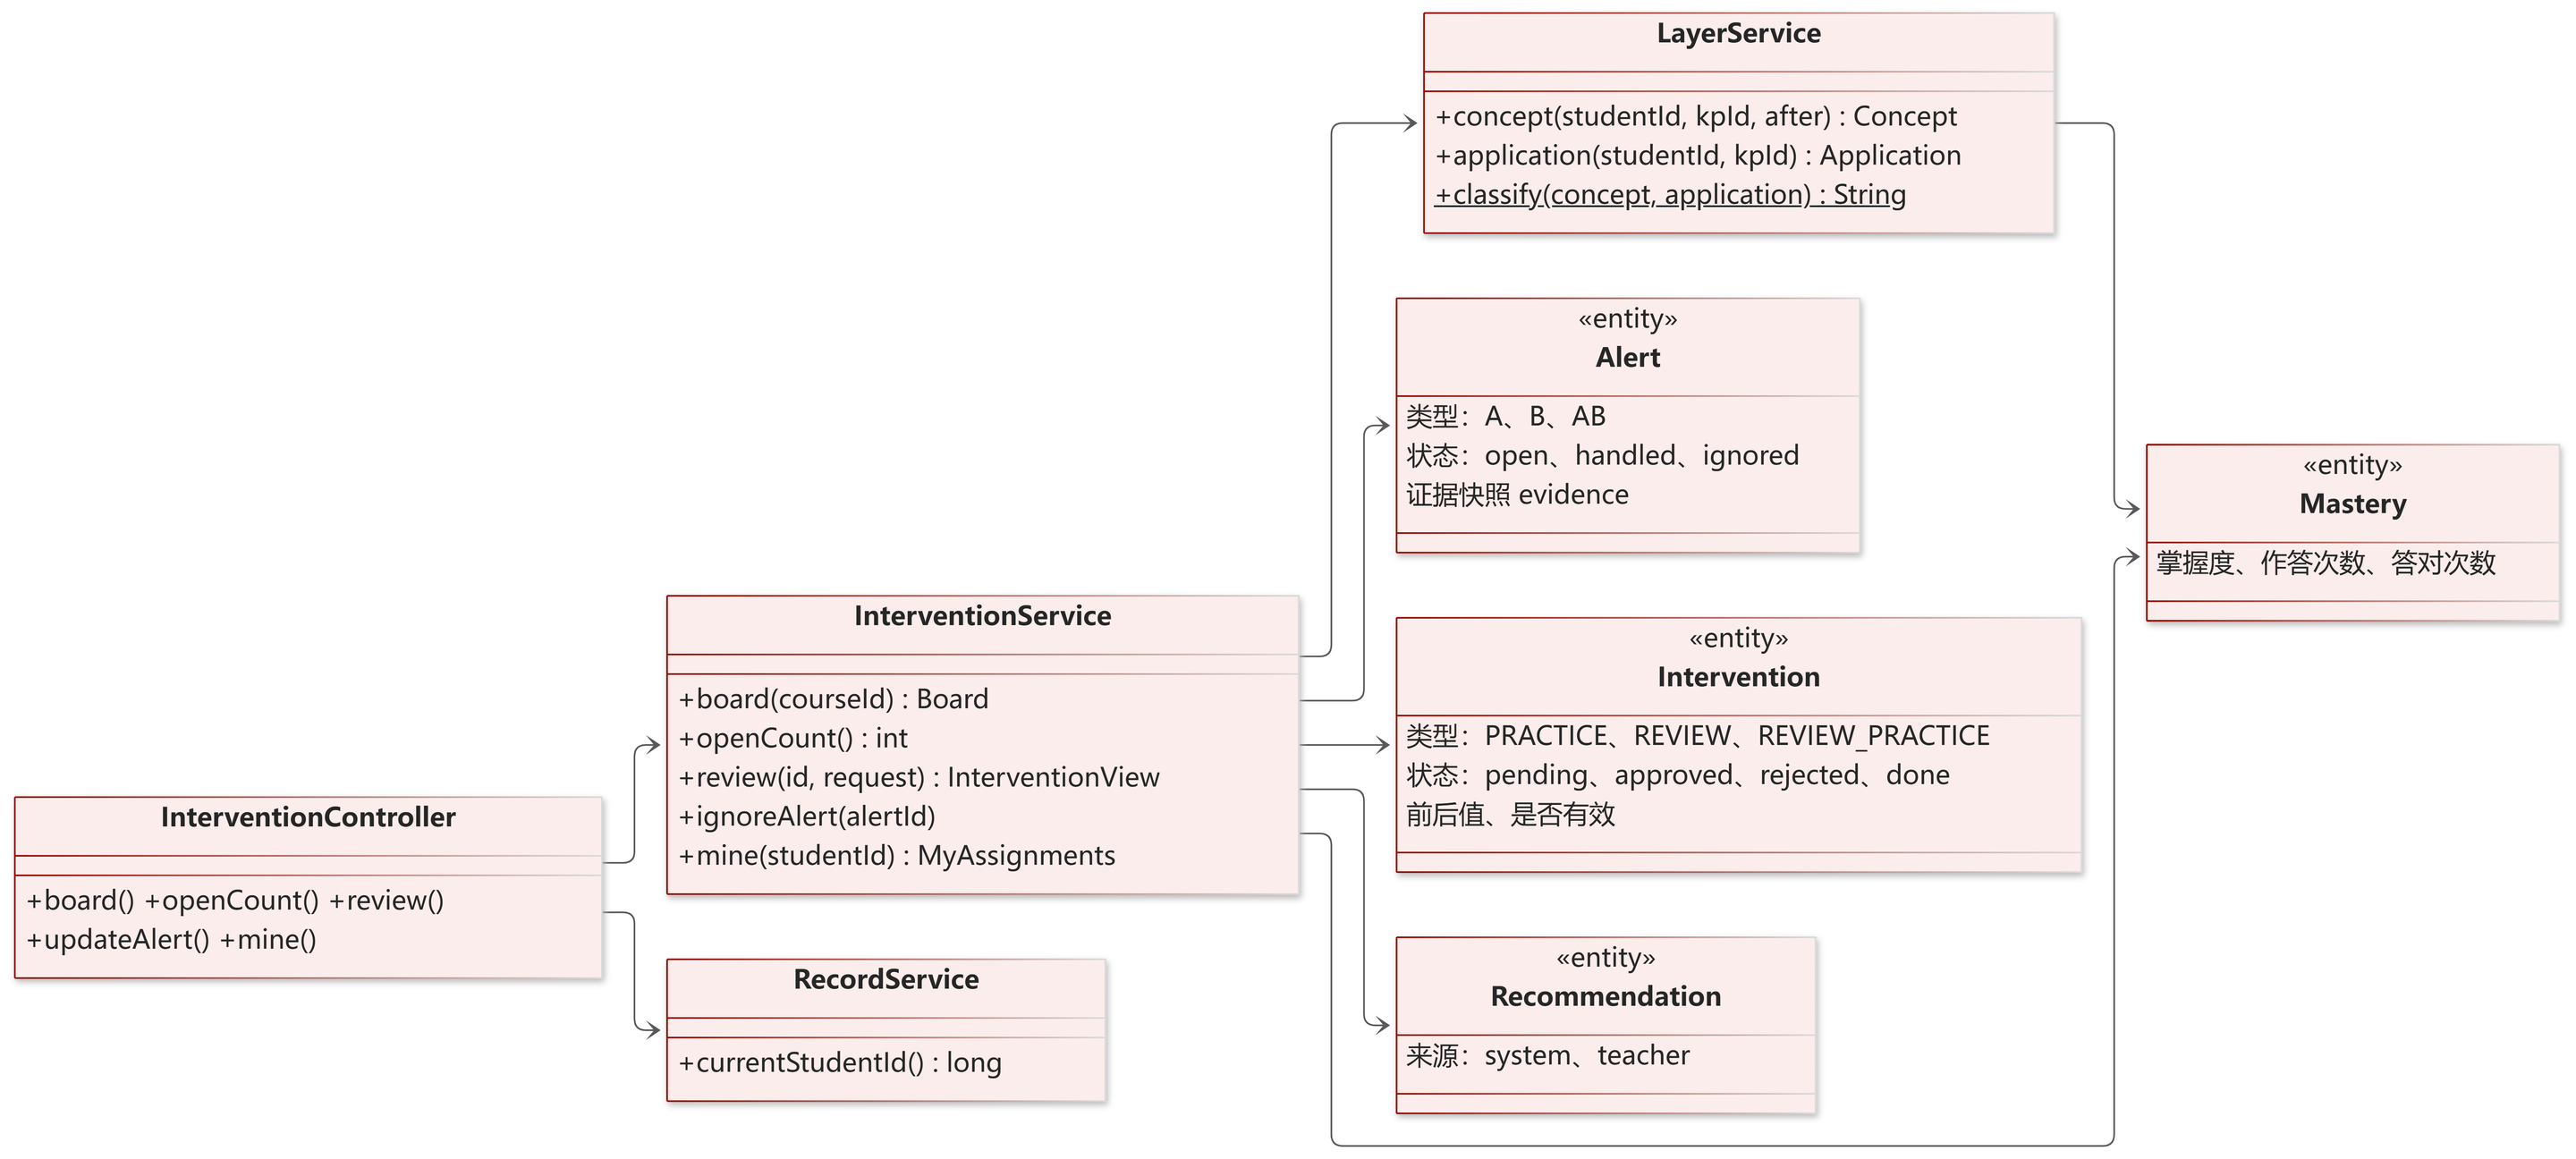 LayerService
+concept(studentId, kpId, after) : Concept
+application(studentId, kpId) : Application
+classify(concept, application) : String
«entity»
Alert
类型：A、B、AB
状态：open、handled、ignored
证据快照 evidence
«entity»
Mastery
掌握度、作答次数、答对次数
InterventionService
+board(courseId) : Board
+openCount() : int
+review(id, request) : InterventionView
+ignoreAlert(alertId)
+mine(studentId) : MyAssignments
«entity»
Intervention
类型：PRACTICE、REVIEW、REVIEW_PRACTICE
状态：pending、approved、rejected、done
前后值、是否有效
InterventionController
+board() +openCount() +review()
+updateAlert() +mine()
RecordService
+currentStudentId() : long
«entity»
Recommendation
来源：system、teacher